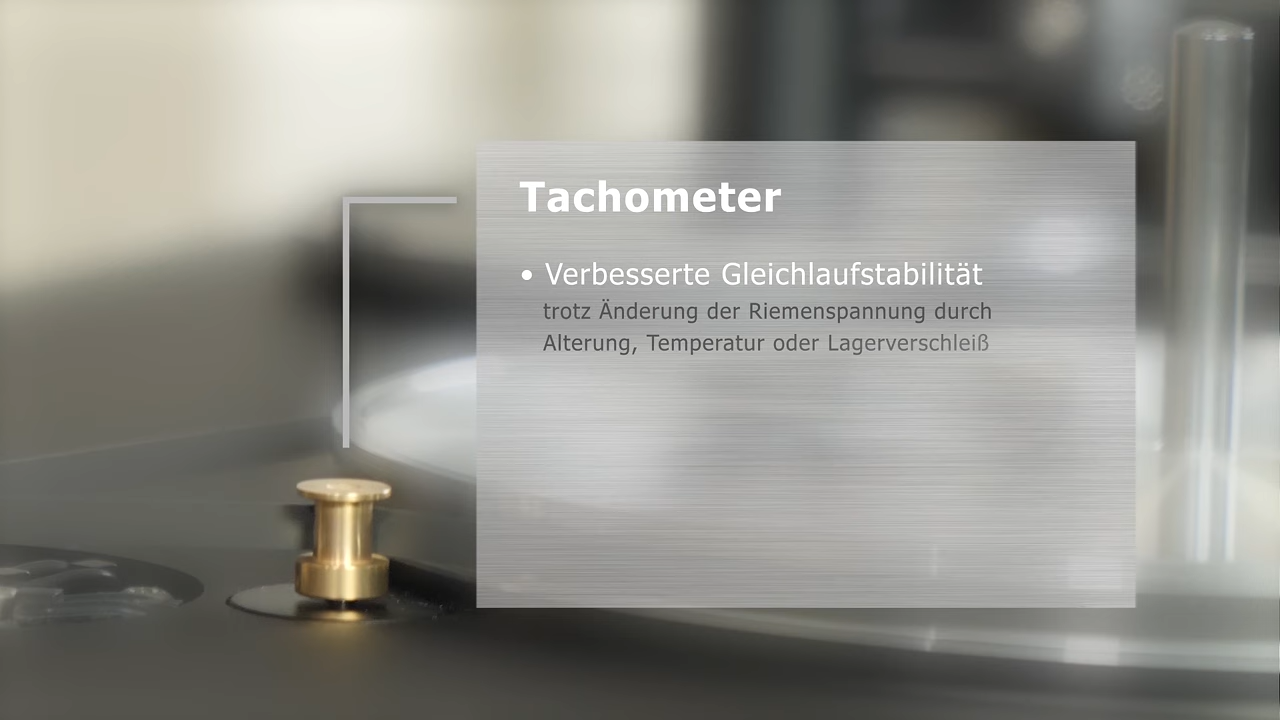 Tachometer
• Verbesserte Gleichlaufstabilität
trotz Änderung der Riemenspannung durch
Alterung, Temperatur oder Lagerverschleiß